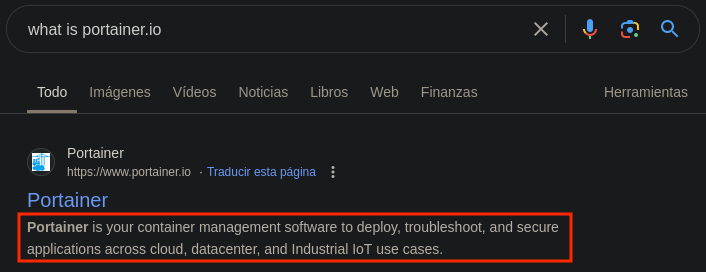 what is portainer.io
Todo Imágenes Vídeos Noticias Libros Web Finanzas Herramientas
Portainer
https://www.portainer.io · Traducir esta página
Portainer
Portainer is your container management software to deploy, troubleshoot, and secure
applications across cloud, datacenter, and Industrial IoT use cases.